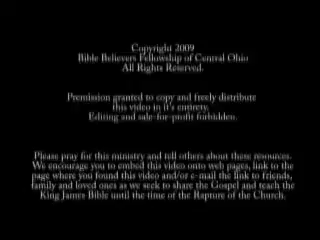 Copyright 2009
Bible Believers Fellowship of Central Ohio
All Rights Reserved.
Premission granted to copy and freely distribute
this video in it's entirety.
Editing and sale-for-profit forbidden.
Please pray for this ministry and tell others about these resources.
We encourage you to embed this video onto web pages, link to the
page where you found this video and/or e-mail the link to friends,
family and loved ones as we seek to share the Gospel and teach the
King James Bible until the time of the Rapture of the Church.